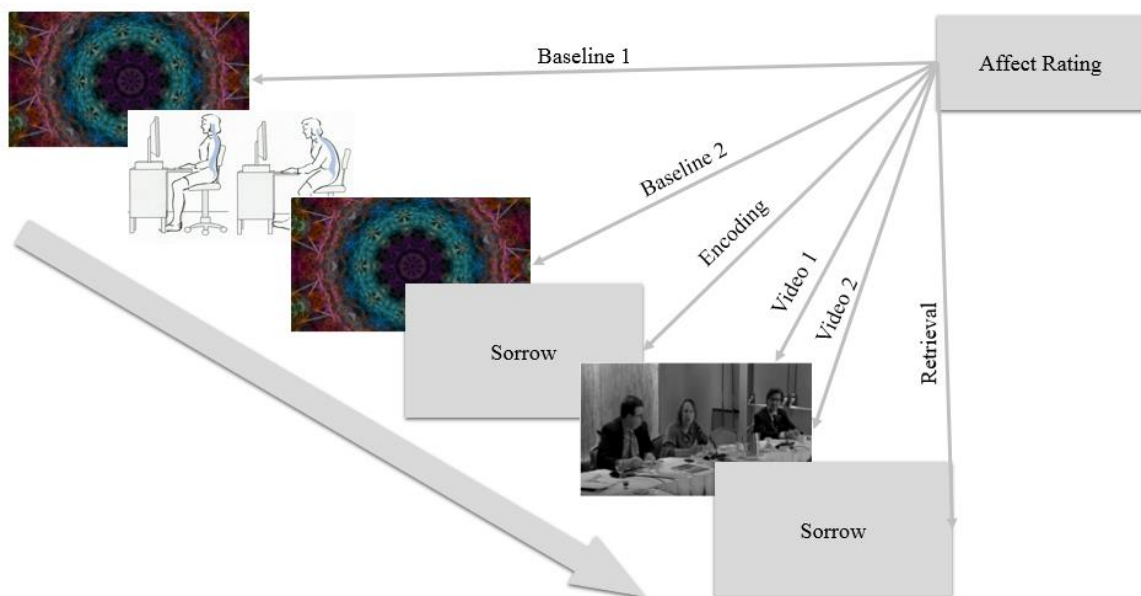 Baseline 1
Affect Rating
Baseline 2
Encoding
Video 1
Video 2
Retrieval
Sorrow
Sorrow